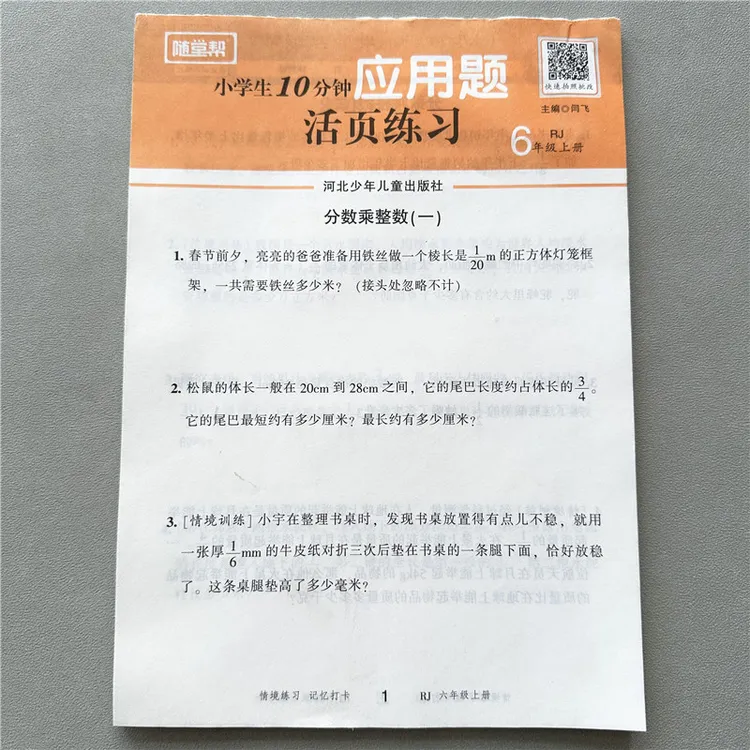 随堂帮
小学生10分钟 应用题
活页练习
快速拍照批改
主编◎闫飞
6 RJ 年级上册
河北少年儿童出版社
分数乘整数(一)
1. 春节前夕，亮亮的爸爸准备用铁丝做一个棱长是1/20m的正方体灯笼框
架，一共需要铁丝多少米？（接头处忽略不计）
2. 松鼠的体长一般在20cm到28cm之间，它的尾巴长度约占体长的3/4。
它的尾巴最短约有多少厘米？最长约有多少厘米？
3. [情境训练]小宇在整理书桌时，发现书桌放置得有点儿不稳，就用
一张厚1/6mm的牛皮纸对折三次后垫在书桌的一条腿下面，恰好放稳
了。这条桌腿垫高了多少毫米？
情境练习 记忆打卡 1 RJ 六年级上册